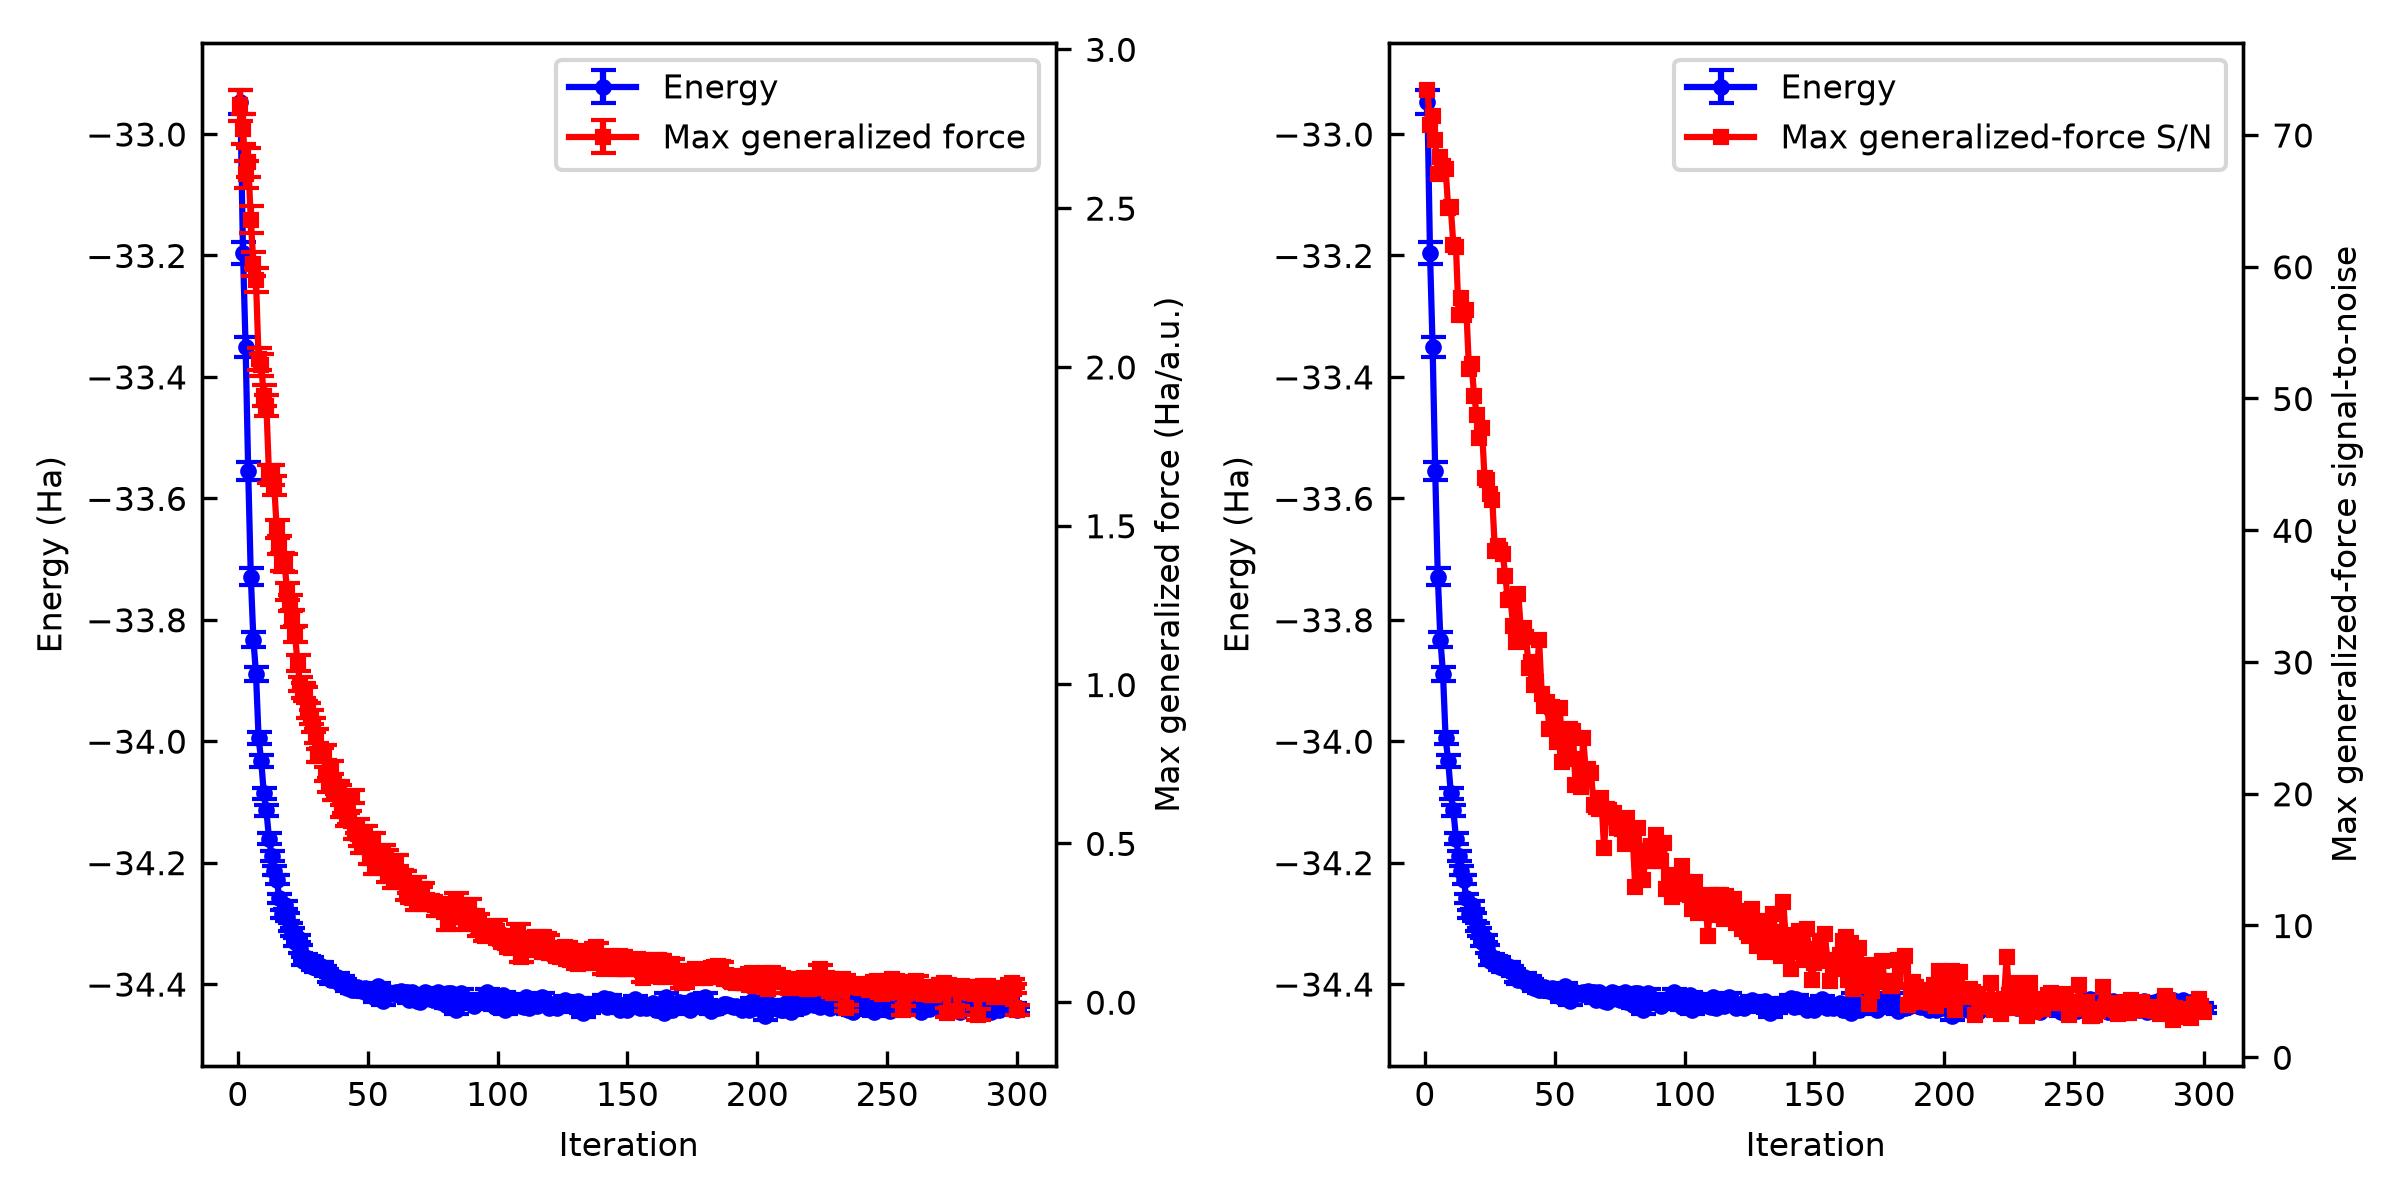 Energy
Max generalized force
−33.0
−33.2
−33.4
−33.6
−33.8
−34.0
−34.2
−34.4
Energy (Ha)
3.0
2.5
2.0
1.5
1.0
0.5
0.0
Max generalized force (Ha/a.u.)
0 50 100 150 200 250 300
Iteration
Energy
Max generalized-force S/N
−33.0
−33.2
−33.4
−33.6
−33.8
−34.0
−34.2
−34.4
Energy (Ha)
70
60
50
40
30
20
10
0
Max generalized-force signal-to-noise
0 50 100 150 200 250 300
Iteration